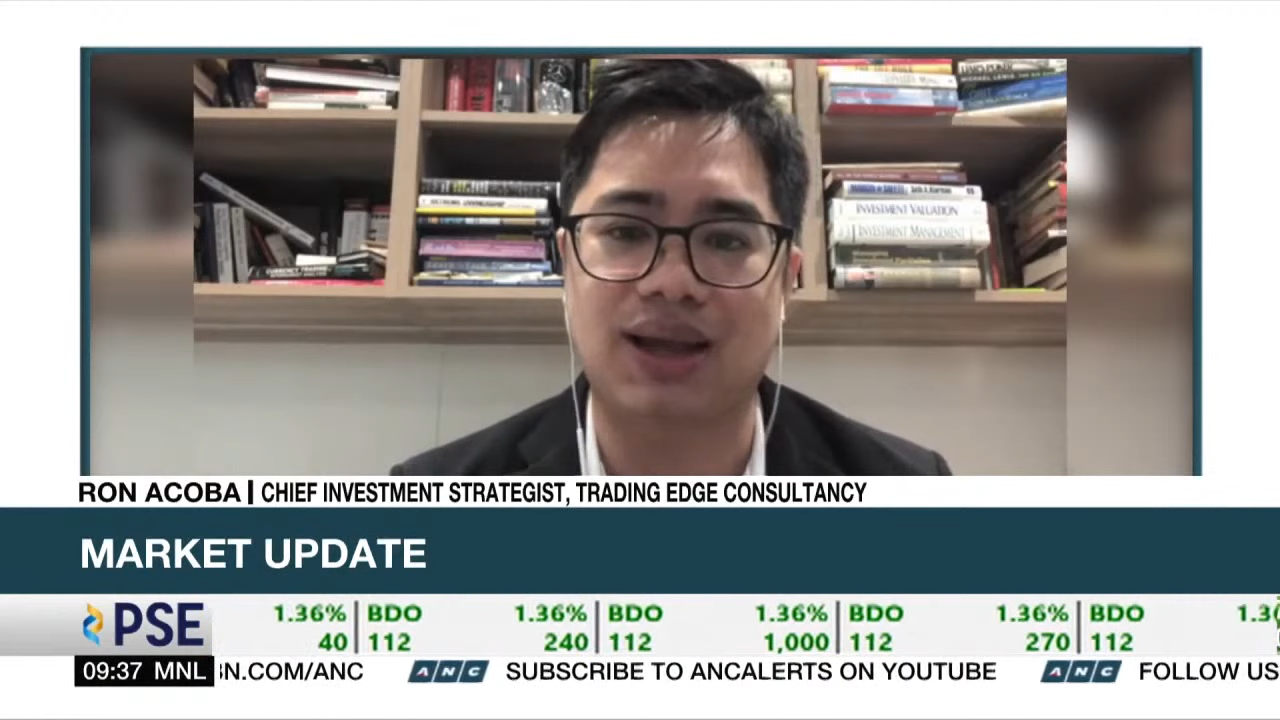 INVESTMENT VALUATION
INVESTMENT MANAGEMENT
RON ACOBA | CHIEF INVESTMENT STRATEGIST, TRADING EDGE CONSULTANCY
MARKET UPDATE
PSE
1.36% BDO 1.36% BDO 1.36% BDO 1.36% BDO
40 112 240 112 1,000 112 270 112
09:37 MNL BN.COM/ANC ANC SUBSCRIBE TO ANCALERTS ON YOUTUBE ANC FOLLOW US